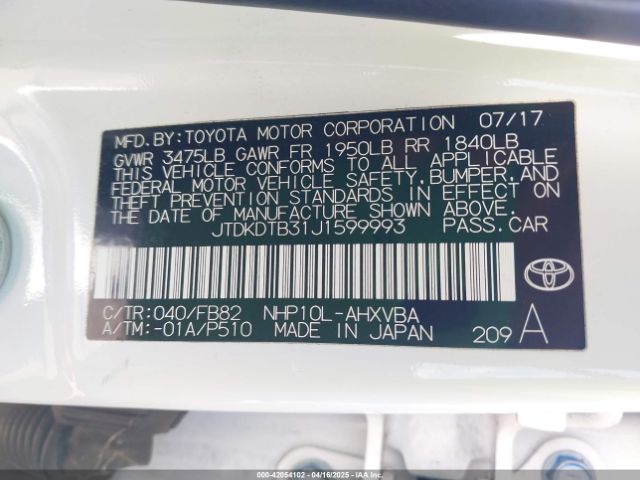 MFD.BY:TOYOTA MOTOR CORPORATION 07/17
GVWR 3475LB GAWR FR 1950LB RR 1840LB
THIS VEHICLE CONFORMS TO ALL APPLICABLE
FEDERAL MOTOR VEHICLE SAFETY,BUMPER,AND
THEFT PREVENTION STANDARDS IN EFFECT ON
THE DATE OF MANUFACTURE SHOWN ABOVE.
JTDKDTB31J1599993 PASS.CAR
C/TR:040/FB82 NHP10L-AHXVBA
A/TM:-01A/P510 MADE IN JAPAN 209 A
000-42054102 - 04/16/2025 - IAAI.COM